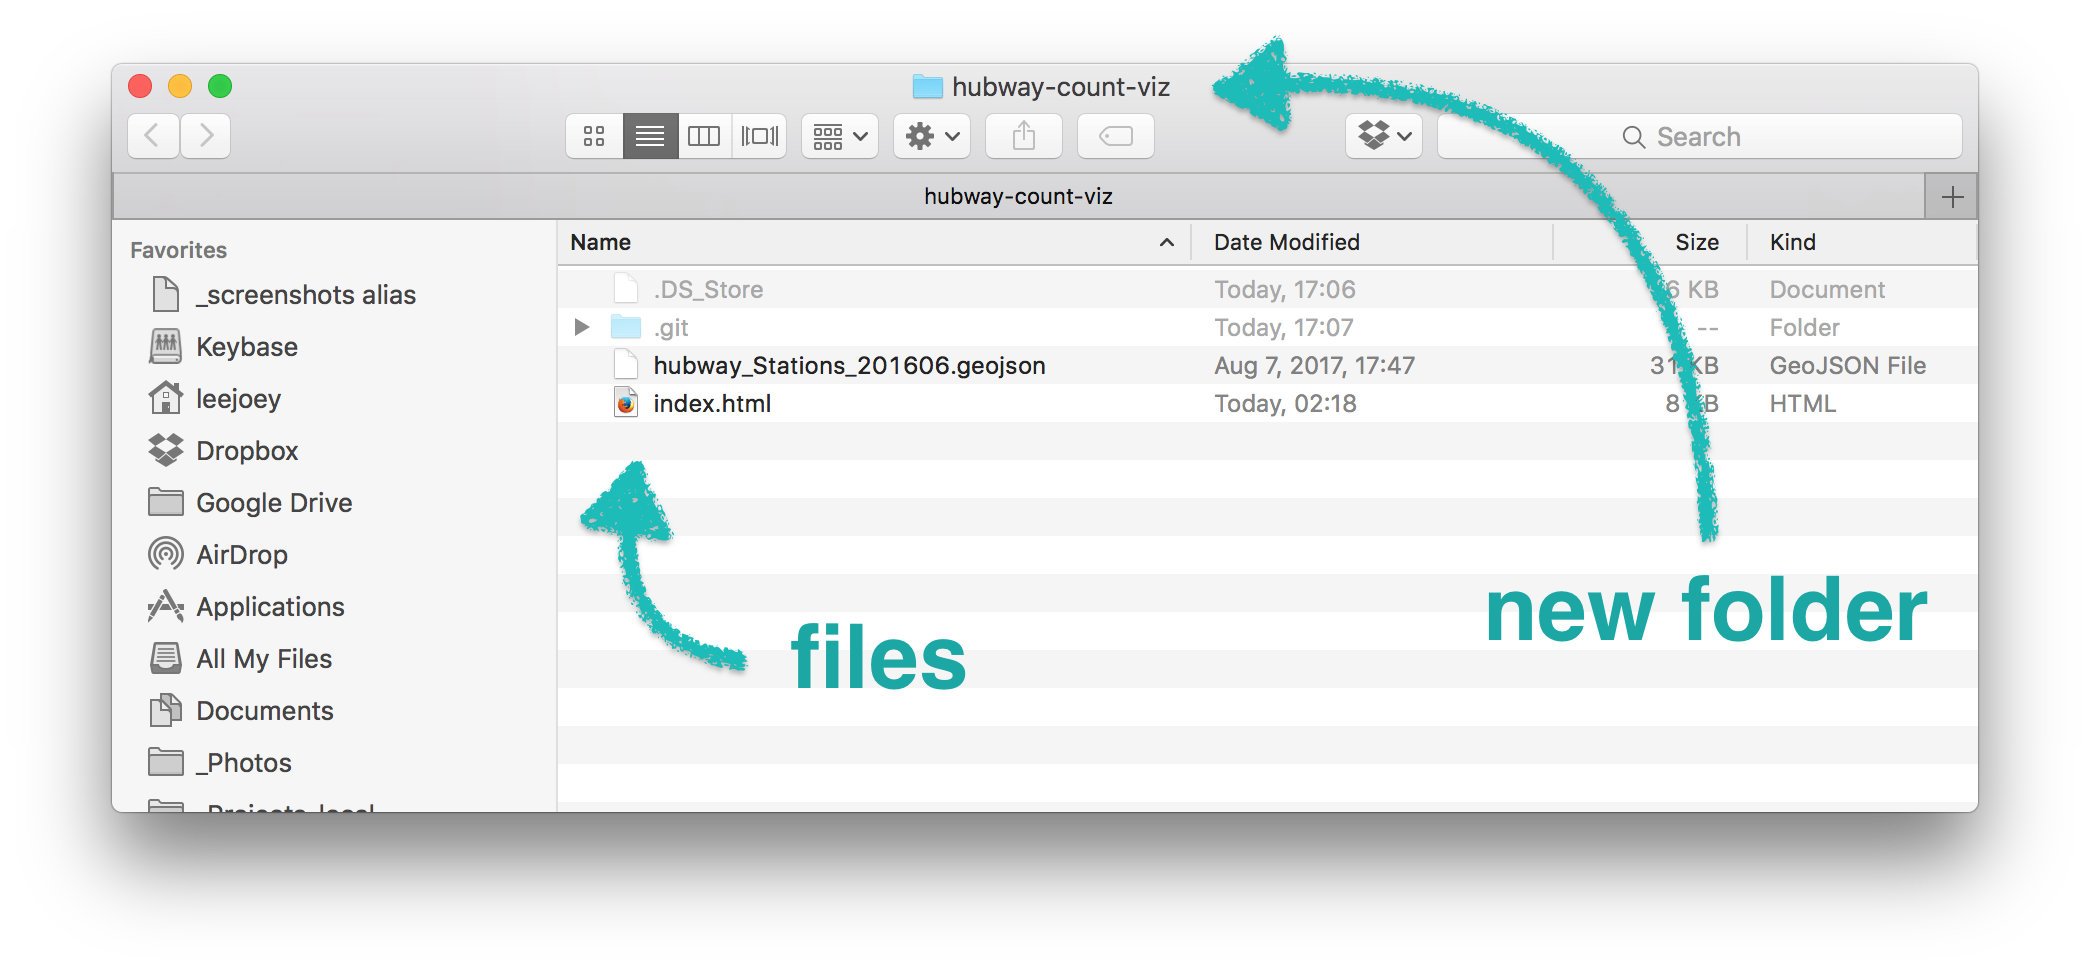 hubway-count-viz
Search
hubway-count-viz
Favorites
_screenshots alias
Keybase
leejoey
Dropbox
Google Drive
AirDrop
Applications
All My Files
Documents
_Photos
Name Date Modified Size Kind
.DS_Store Today, 17:06 6 KB Document
.git Today, 17:07 -- Folder
hubway_Stations_201606.geojson Aug 7, 2017, 17:47 31 KB GeoJSON File
index.html Today, 02:18 8 KB HTML
new folder
files